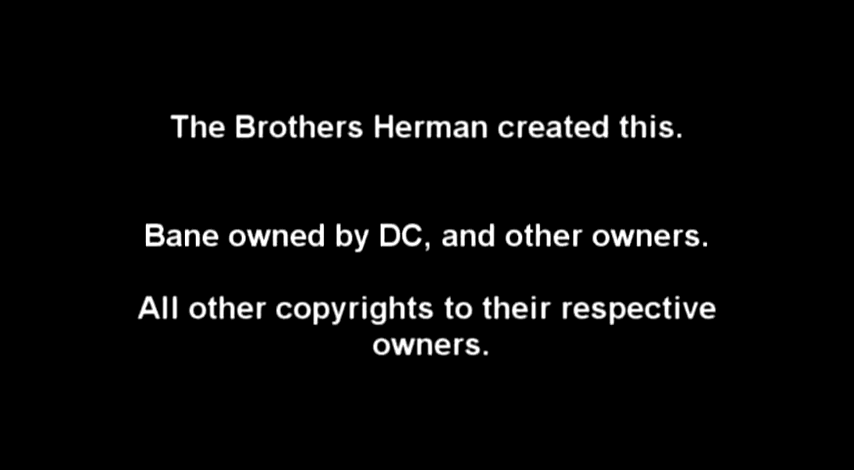 The Brothers Herman created this.
Bane owned by DC, and other owners.
All other copyrights to their respective
owners.